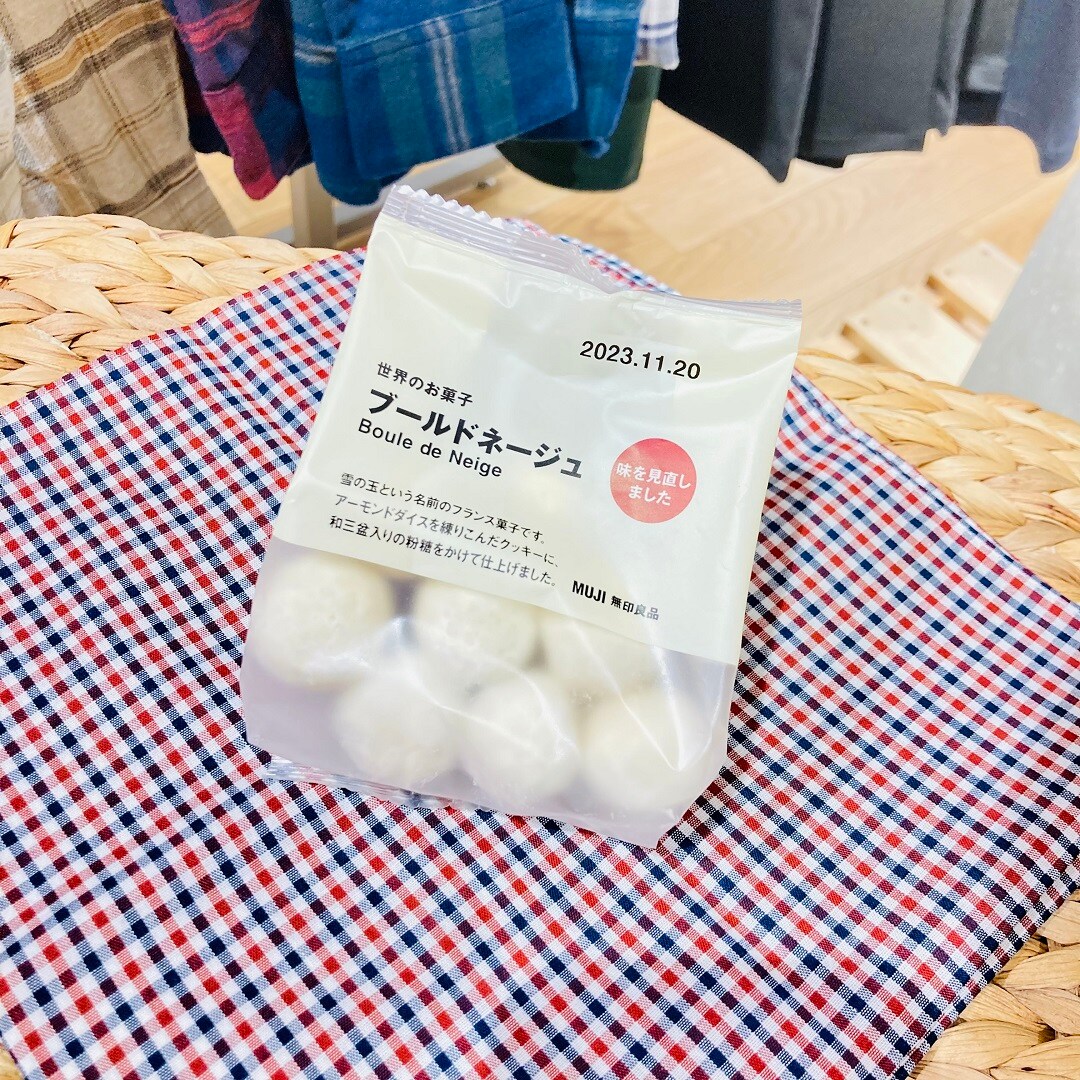 2023.11.20
世界のお菓子
ブールドネージュ
Boule de Neige
味を見直し
ました
雪の玉という名前のフランス菓子です。
アーモンドダイスを練りこんだクッキーに、
和三盆入りの粉糖をかけて仕上げました。
MUJI 無印良品